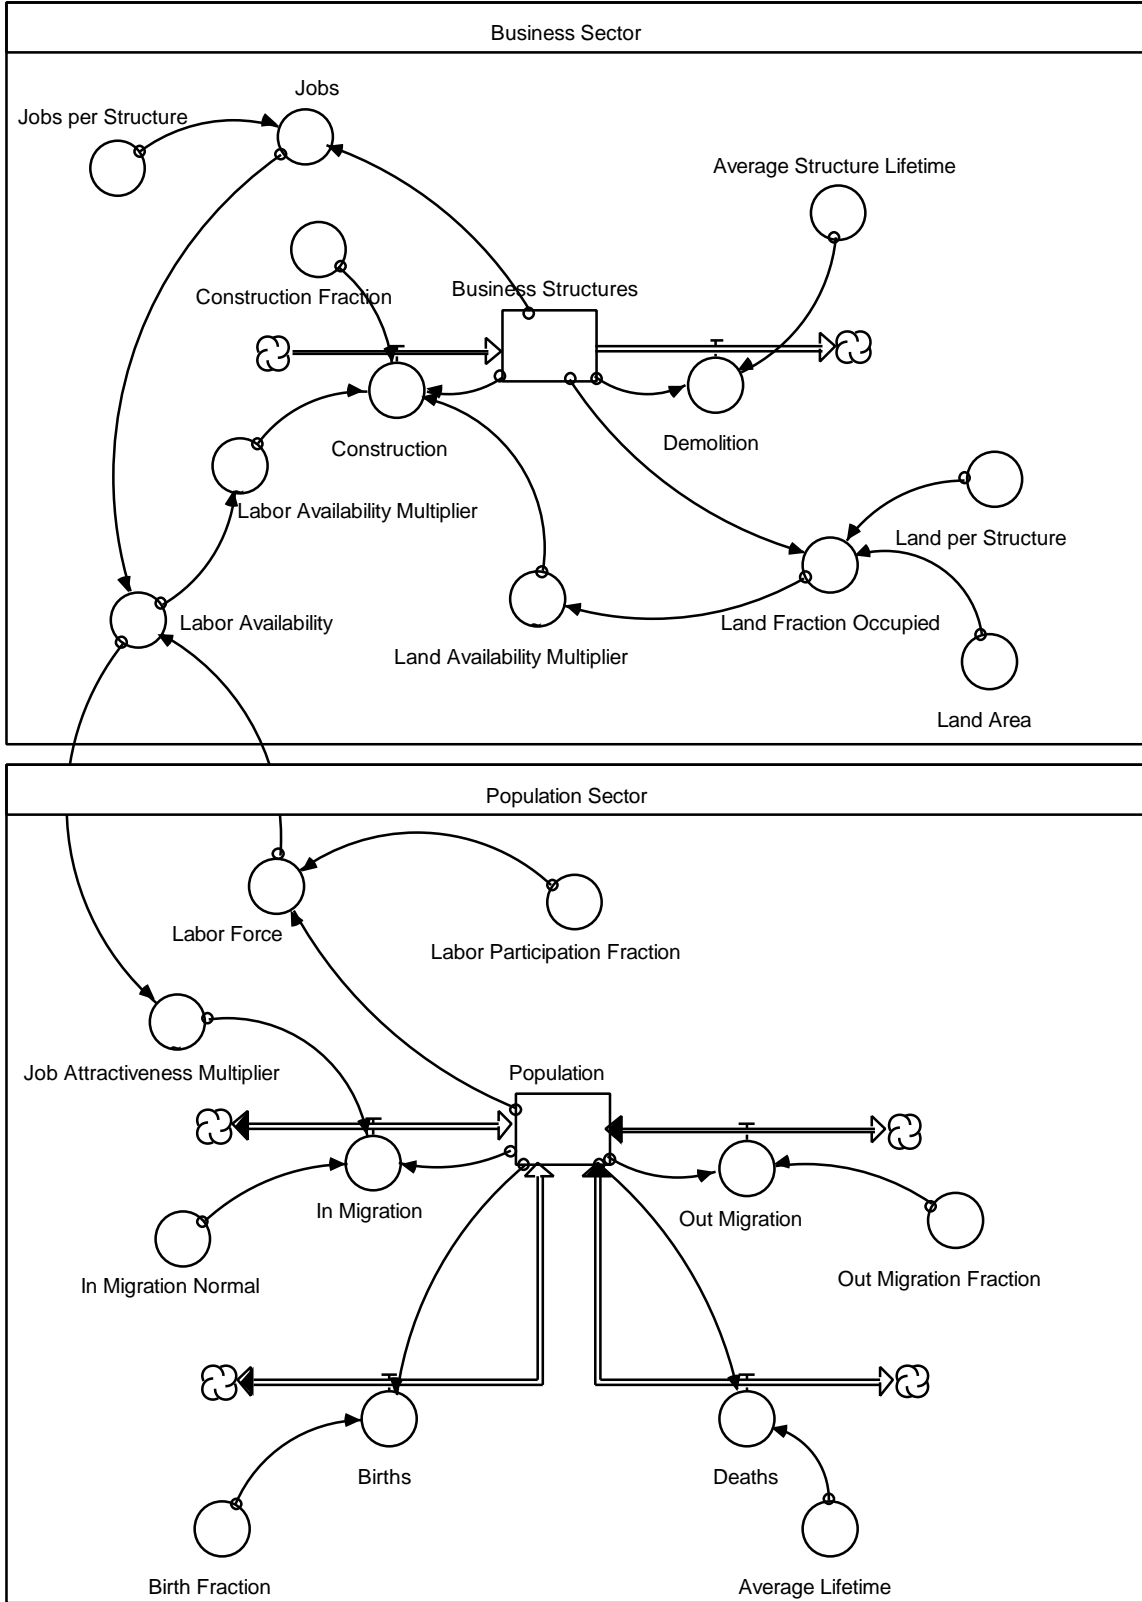 Business Sector
Jobs
Jobs per Structure
Average Structure Lifetime
Construction Fraction
Business Structures
Construction
Demolition
Labor Availability Multiplier
Land per Structure
Labor Availability
Land Fraction Occupied
Land Availability Multiplier
Land Area
Population Sector
Labor Force
Labor Participation Fraction
Job Attractiveness Multiplier
Population
In Migration
Out Migration
In Migration Normal
Out Migration Fraction
Births
Deaths
Birth Fraction
Average Lifetime